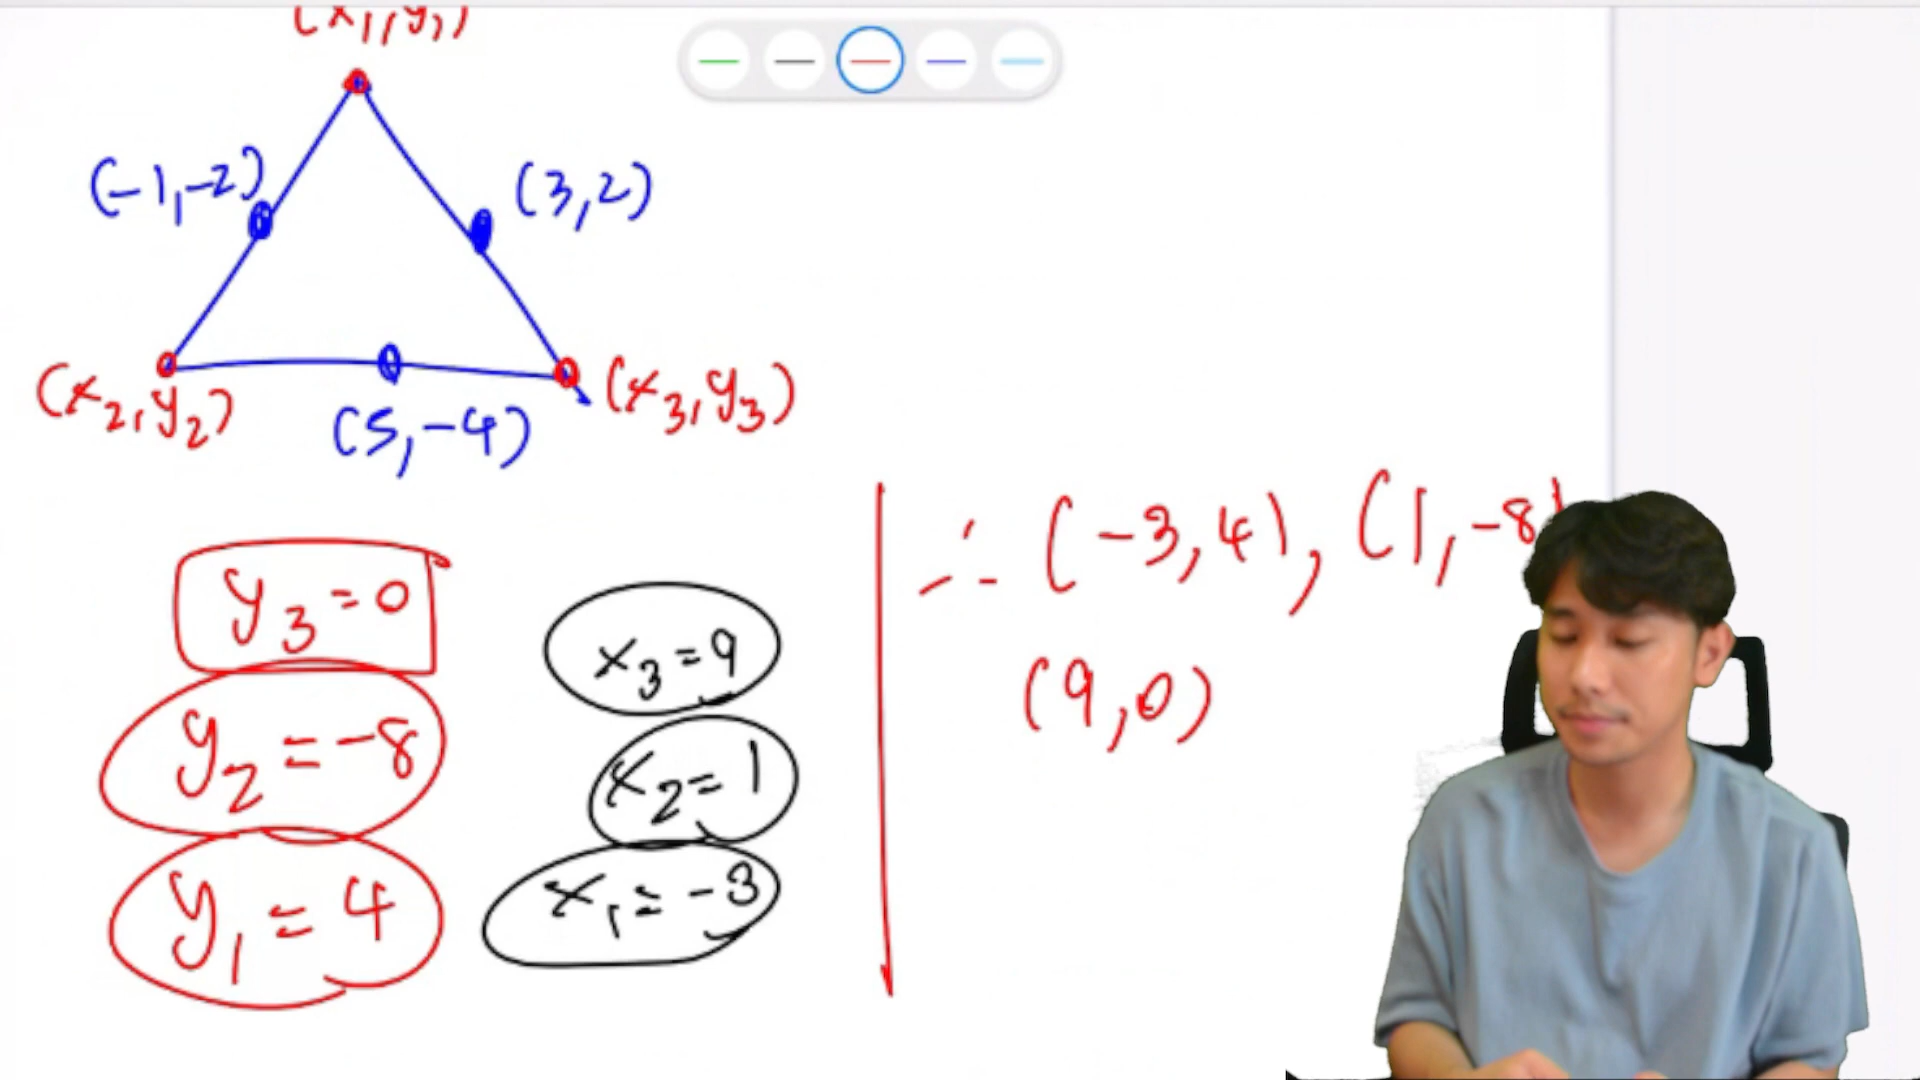 (x1, y1)
(-1, -2)
(3, 2)
(x2, y2)
(5, -4)
(x3, y3)
y3 = 0
y2 = -8
y1 = 4
x3 = 9
x2 = 1
x1 = -3
∴ (-3, 4), (1, -8)
(9, 0)